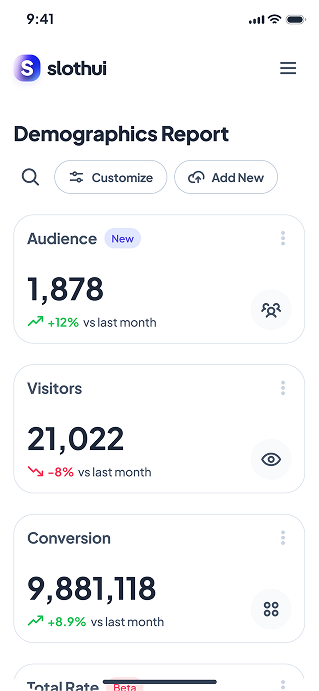 9:41
S slothui
Demographics Report
Customize Add New
Audience New
1,878
+12% vs last month
Visitors
21,022
-8% vs last month
Conversion
9,881,118
+8.9% vs last month
Total Rate Beta